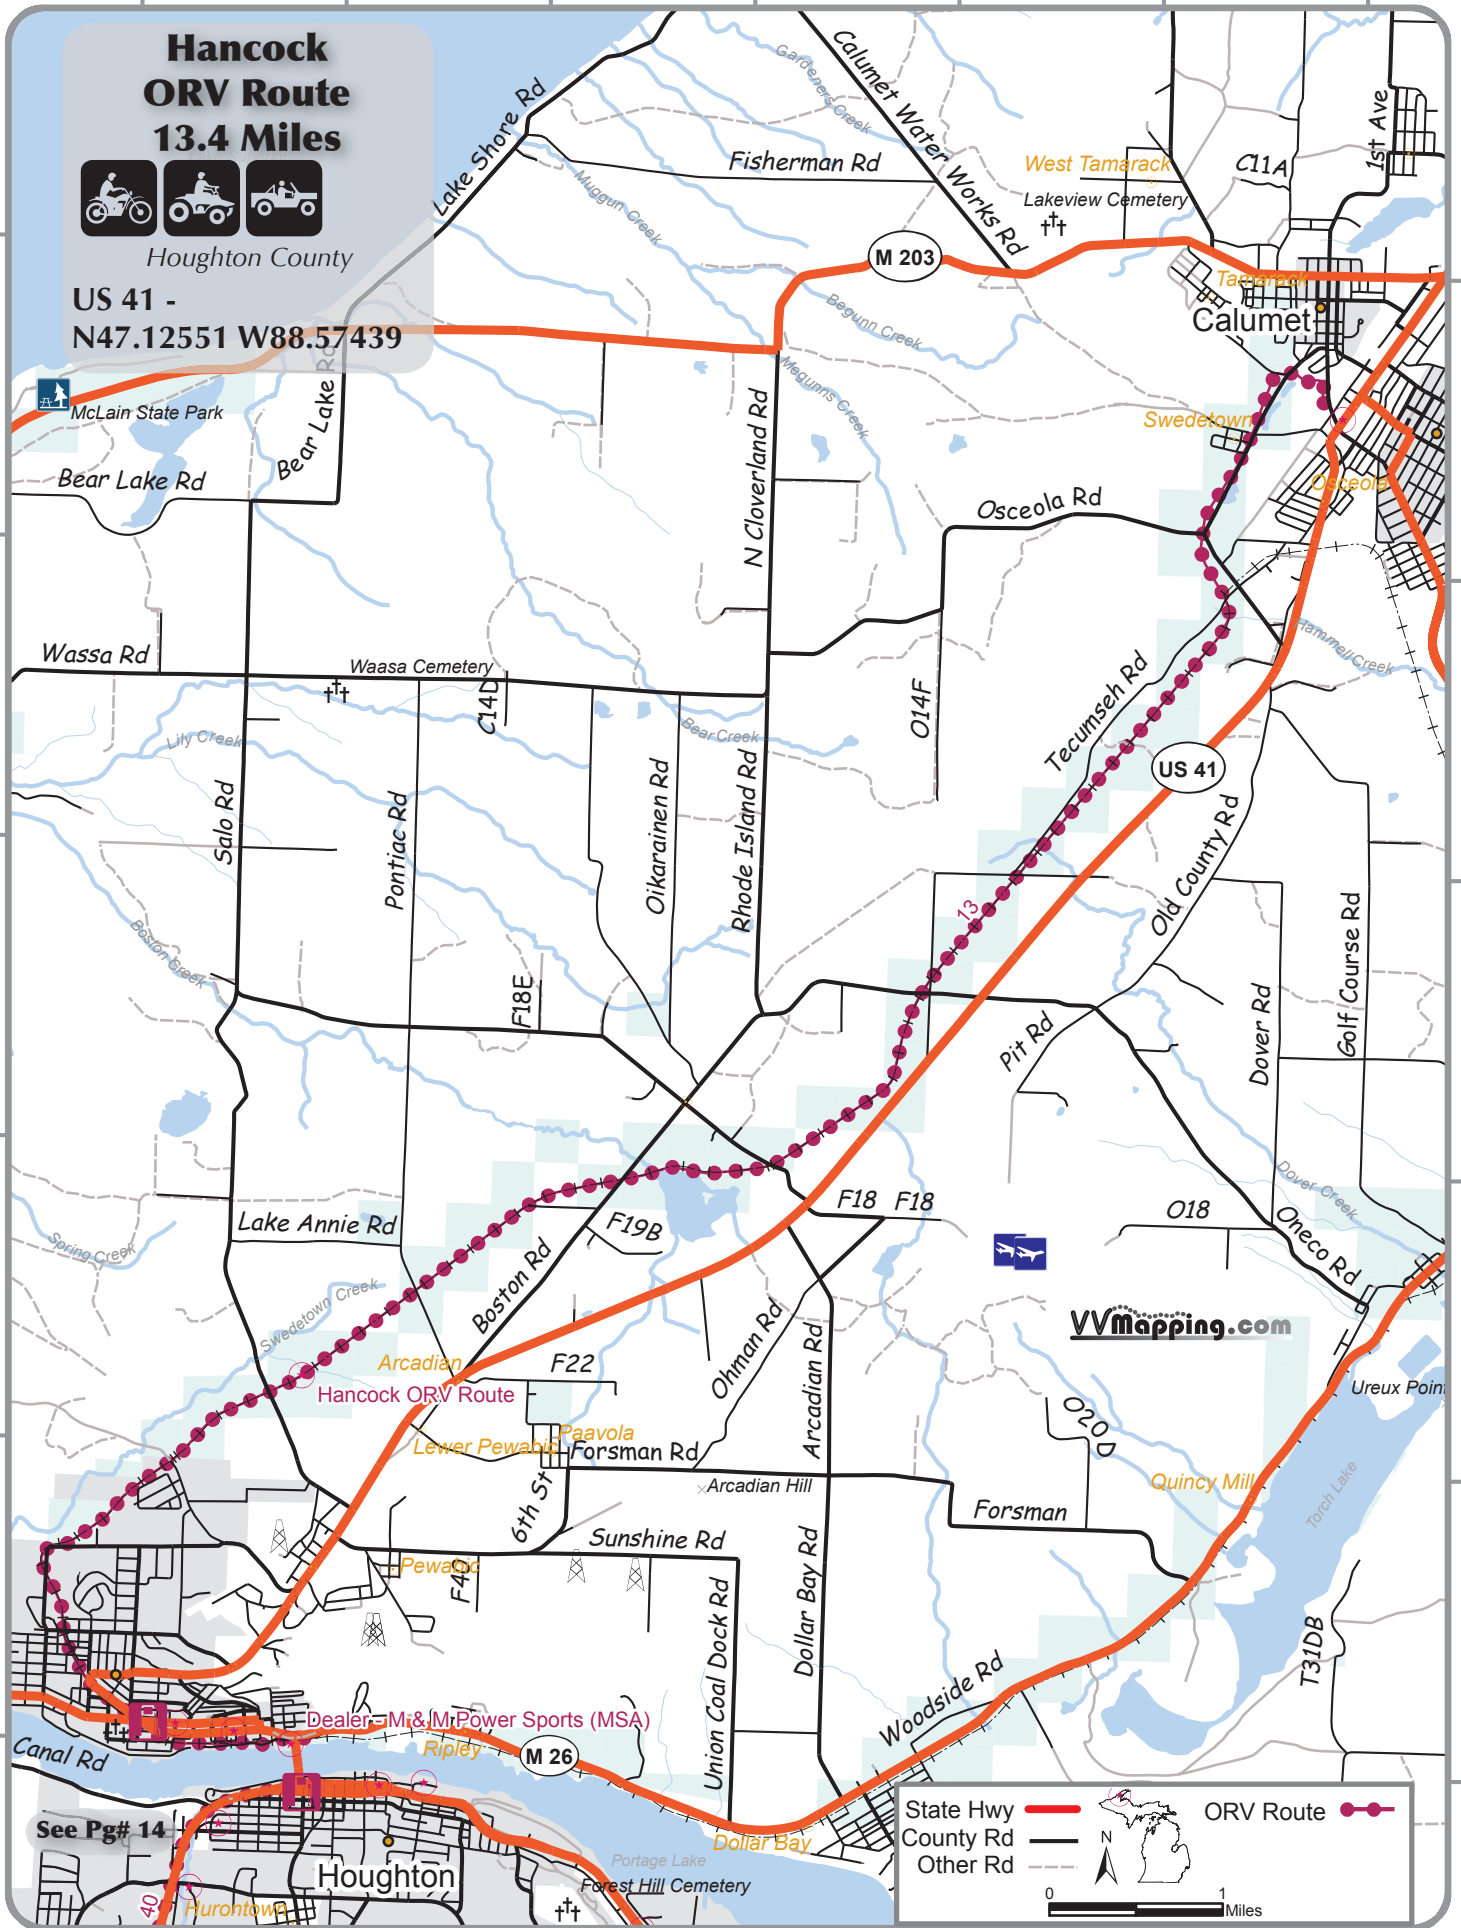 Hancock
ORV Route
13.4 Miles
Houghton County
US 41 -
N47.12551 W88.57439
Lake Shore Rd
Gardeners Creek
Calumet Water Works Rd
Fisherman Rd
West Tamarack
Lakeview Cemetery
C11A
1st Ave
Muggun Creek
M 203
Tamarack
Calumet
Begunn Creek
Megunns Creek
McLain State Park
Bear Lake Rd
Bear Lake Rd
N Cloverland Rd
Swedetown
Osceola
Osceola Rd
Hammell Creek
Wassa Rd
Waasa Cemetery
C14D
O14F
Tecumseh Rd
Lily Creek
Bear Creek
US 41
Salo Rd
Pontiac Rd
Oikarainen Rd
Rhode Island Rd
Old County Rd
13
Boston Creek
F18E
Pit Rd
Dover Rd
Golf Course Rd
Lake Annie Rd
F19B
F18
F18
O18
Dover Creek
Oneco Rd
Spring Creek
Swedetown Creek
Boston Rd
Ohman Rd
Arcadian Rd
VVMapping.com
Arcadian
F22
Hancock ORV Route
Ureux Point
Lower Pewabic
Paavola
Forsman Rd
O20D
Arcadian Hill
Quincy Mill
Torch Lake
6th St
Forsman
Sunshine Rd
Pewabic
Union Coal Dock Rd
Dollar Bay Rd
T31DB
Woodside Rd
Dealer - M & M Power Sports (MSA)
Canal Rd
Ripley
M 26
See Pg# 14
Dollar Bay
Houghton
Portage Lake
Forest Hill Cemetery
40
Hurontown
State Hwy
County Rd
Other Rd
N
ORV Route
0 1
Miles